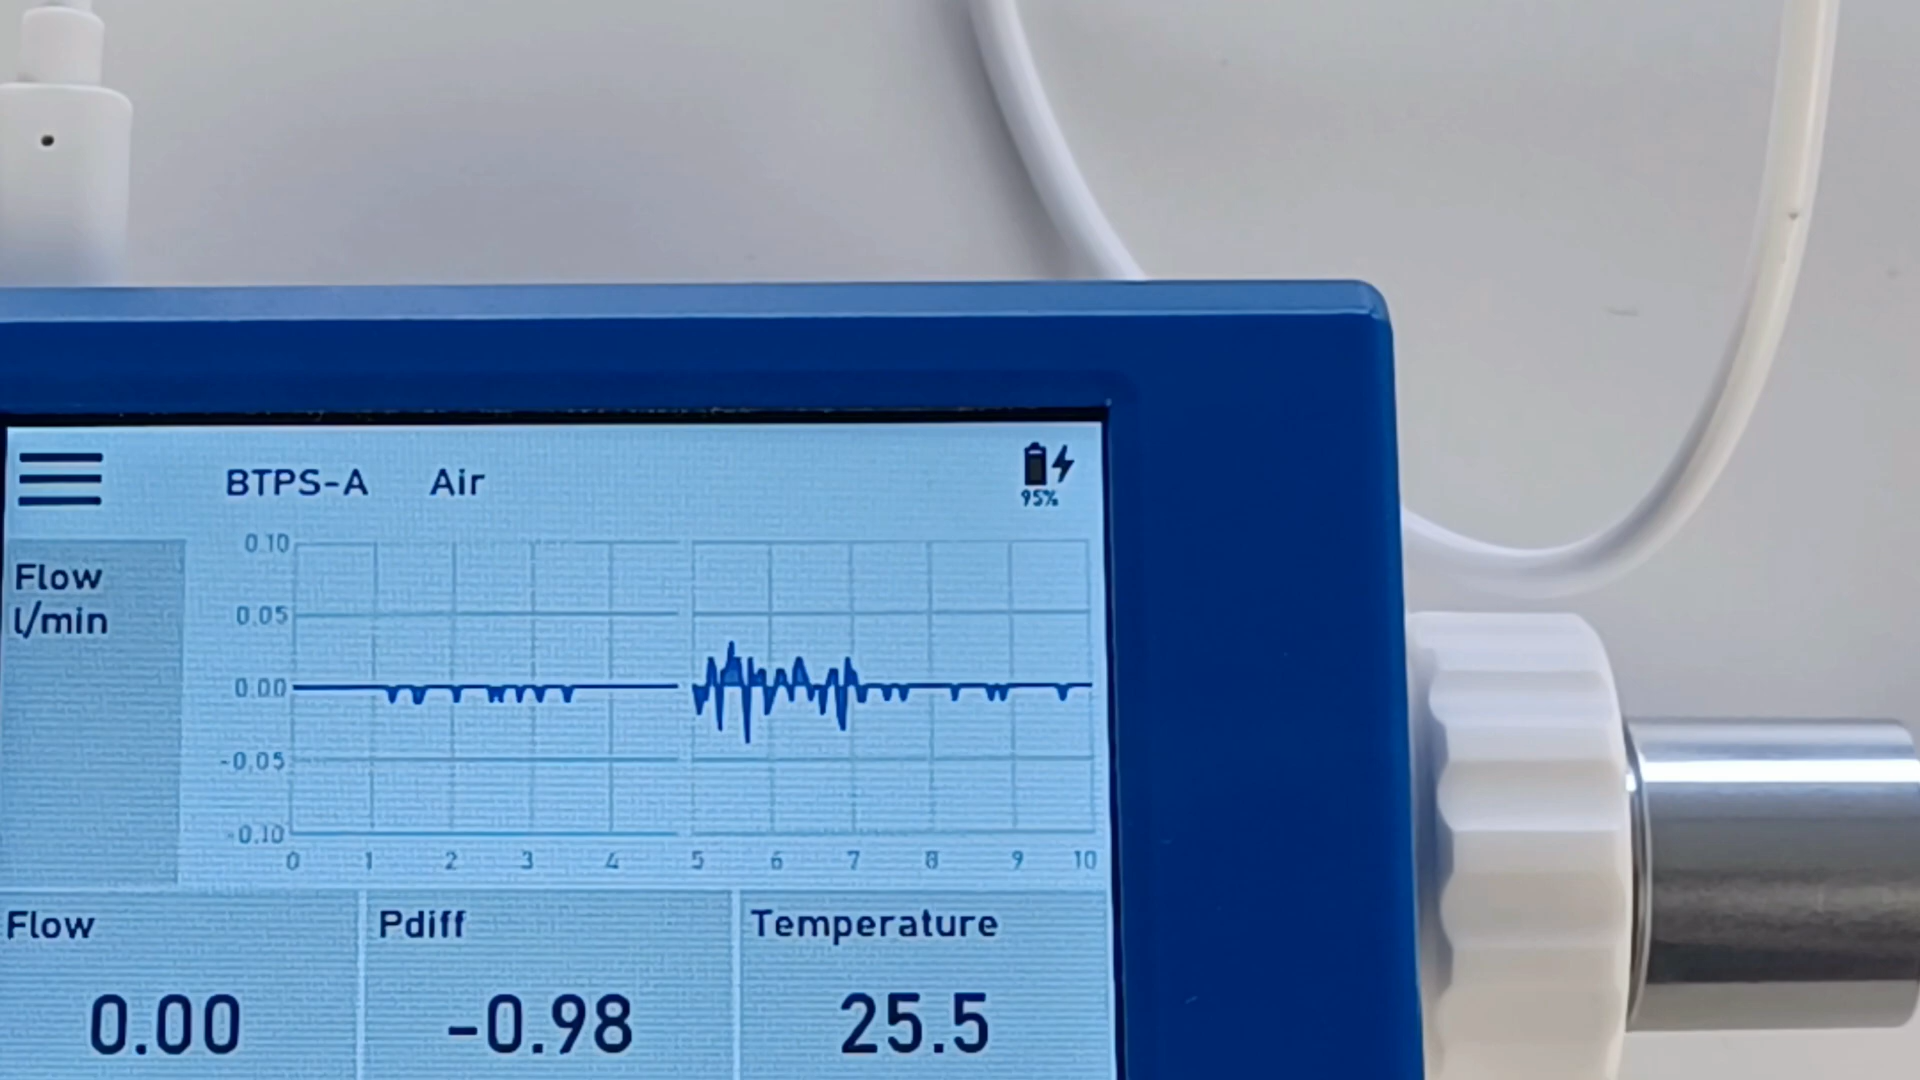 BTPS-A Air
95%
Flow
l/min
0.10
0.05
0.00
-0.05
-0.10
0 1 2 3 4 5 6 7 8 9 10
Flow Pdiff Temperature
0.00 -0.98 25.5